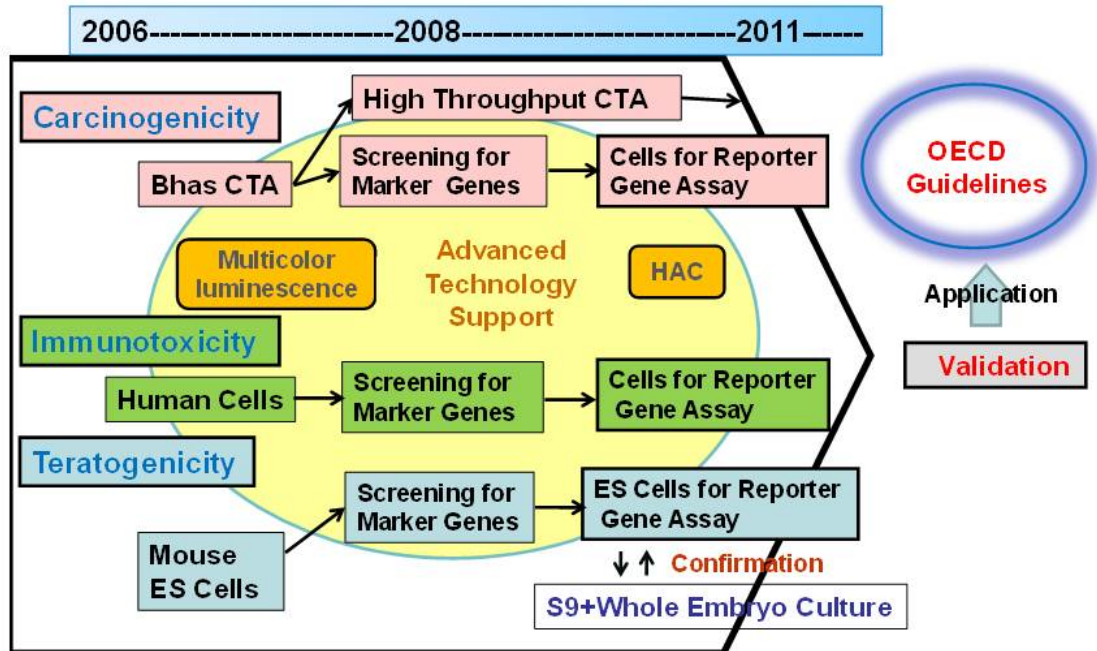 2006-----------------------2008--------------------------2011------
Carcinogenicity
High Throughput CTA
Bhas CTA
Screening for
Marker Genes
Cells for Reporter
Gene Assay
OECD
Guidelines
Multicolor
luminescence
Advanced
Technology
Support
HAC
Application
Validation
Immunotoxicity
Human Cells
Screening for
Marker Genes
Cells for Reporter
Gene Assay
Teratogenicity
Mouse
ES Cells
Screening for
Marker Genes
ES Cells for Reporter
Gene Assay
Confirmation
S9+Whole Embryo Culture